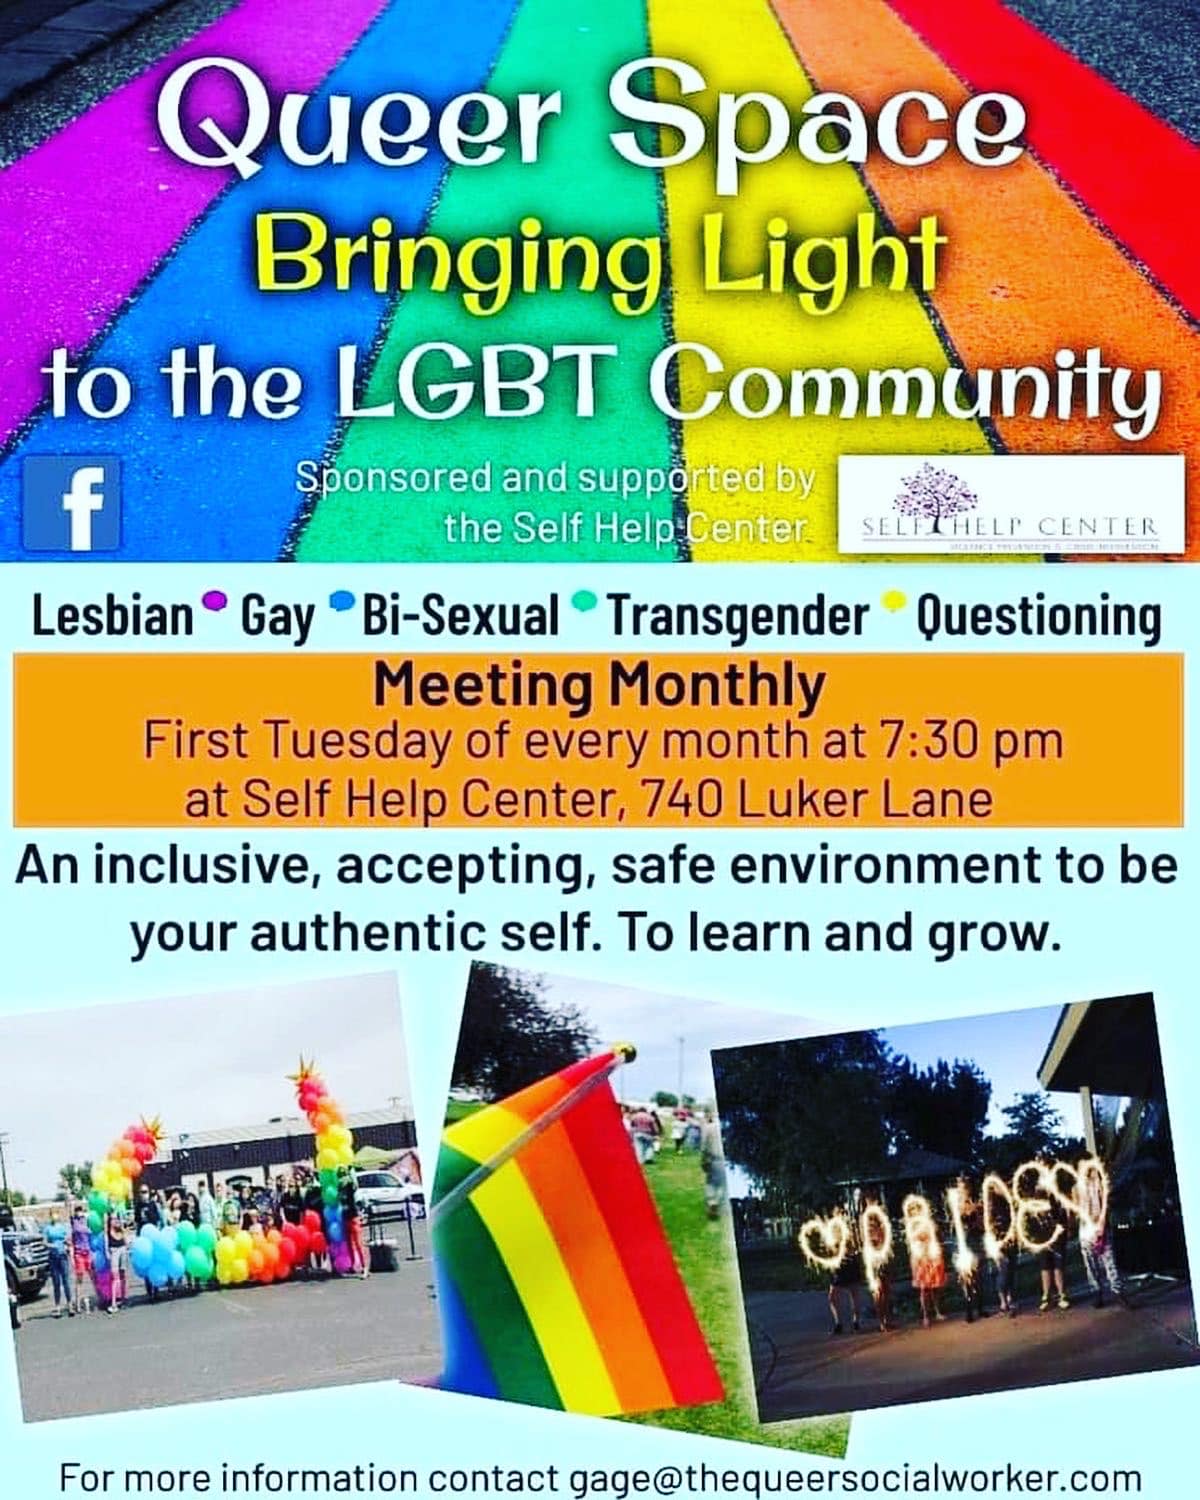 Queer Space
Bringing Light
to the LGBT Community
f
Sponsored and supported by
the Self Help Center
SELF HELP CENTER
Lesbian Gay Bi-Sexual Transgender Questioning
Meeting Monthly
First Tuesday of every month at 7:30 pm
at Self Help Center, 740 Luker Lane
An inclusive, accepting, safe environment to be
your authentic self. To learn and grow.
PRIDE
For more information contact gage@thequeersocialworker.com